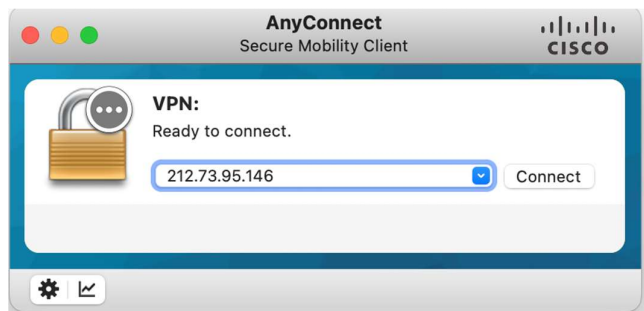 AnyConnect
Secure Mobility Client
CISCO
VPN:
Ready to connect.
212.73.95.146
Connect